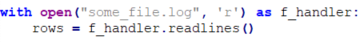 with open("some_file.log", 'r') as f_handler:
    rows = f_handler.readlines()